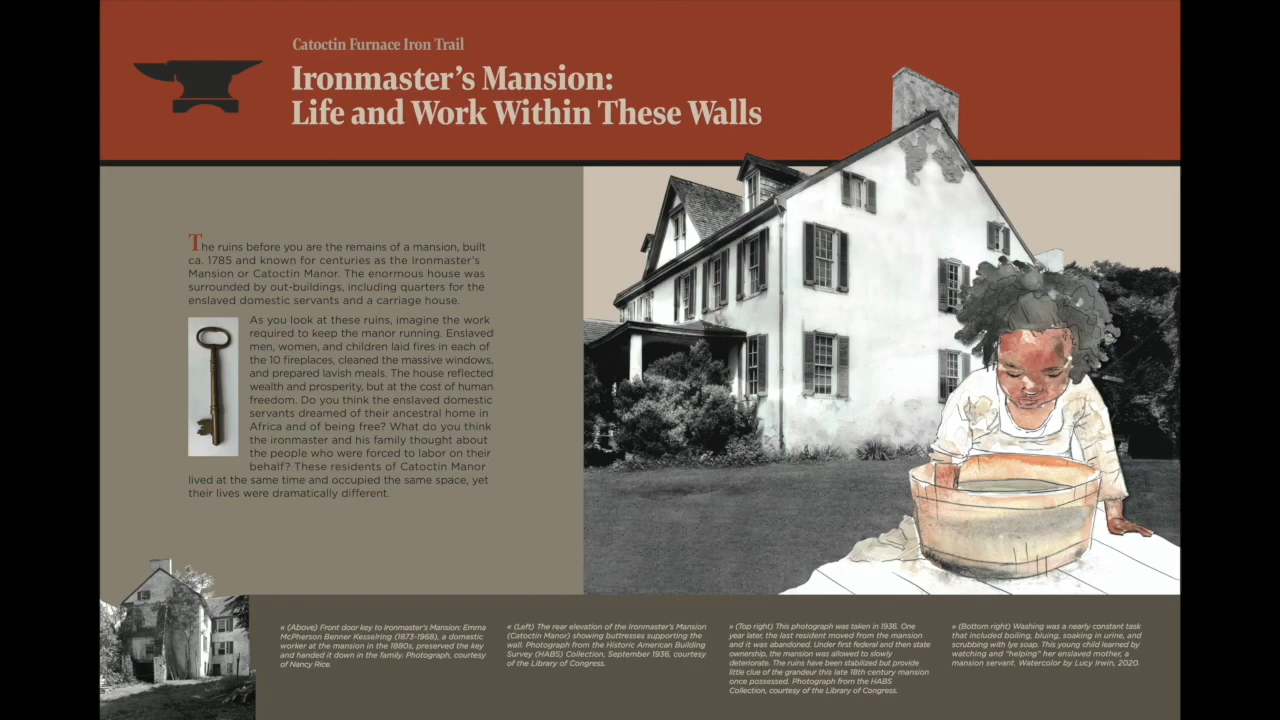 Catoctin Furnace Iron Trail
Ironmaster's Mansion:
Life and Work Within These Walls
The ruins before you are the remains of a mansion, built
ca. 1785 and known for centuries as the Ironmaster's
Mansion or Catoctin Manor. The enormous house was
surrounded by out-buildings, including quarters for the
enslaved domestic servants and a carriage house.
As you look at these ruins, imagine the work
required to keep the manor running. Enslaved
men, women, and children laid fires in each of
the 10 fireplaces, cleaned the massive windows,
and prepared lavish meals. The house reflected
wealth and prosperity, but at the cost of human
freedom. Do you think the enslaved domestic
servants dreamed of their ancestral home in
Africa and of being free? What do you think
the ironmaster and his family thought about
the people who were forced to labor on their
behalf? These residents of Catoctin Manor
lived at the same time and occupied the same space, yet
their lives were dramatically different.
« (Above) Front door key to Ironmaster's Mansion: Emma
McPherson Benner Kesselring (1873-1968), a domestic
worker at the mansion in the 1880s, preserved the key
and handed it down in the family. Photograph, courtesy
of Nancy Rice.
« (Left) The rear elevation of the Ironmaster's Mansion
(Catoctin Manor) showing buttresses supporting the
wall. Photograph from the Historic American Building
Survey (HABS) Collection, September 1936, courtesy
of the Library of Congress.
» (Top right) This photograph was taken in 1936. One
year later, the last resident moved from the mansion
and it was abandoned. Under first federal and then state
ownership, the mansion was allowed to slowly
deteriorate. The ruins have been stabilized but provide
little clue of the grandeur this late 18th century mansion
once possessed. Photograph from the HABS
Collection, courtesy of the Library of Congress.
» (Bottom right) Washing was a nearly constant task
that included boiling, bluing, soaking in urine, and
scrubbing with lye soap. This young child learned by
watching and "helping" her enslaved mother, a
mansion servant. Watercolor by Lucy Irwin, 2020.